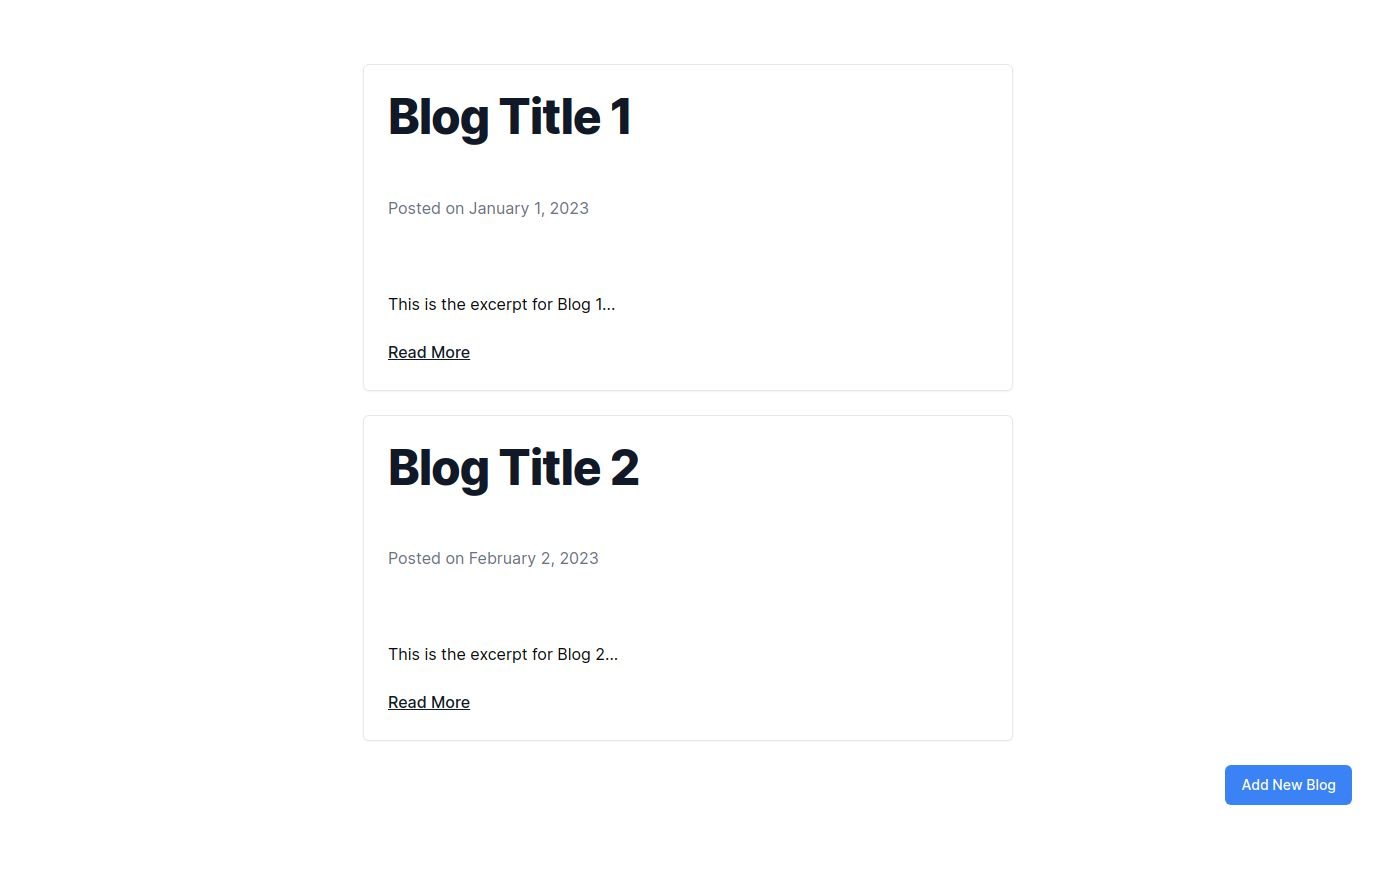 Blog Title 1
Posted on January 1, 2023
This is the excerpt for Blog 1...
Read More
Blog Title 2
Posted on February 2, 2023
This is the excerpt for Blog 2...
Read More
Add New Blog